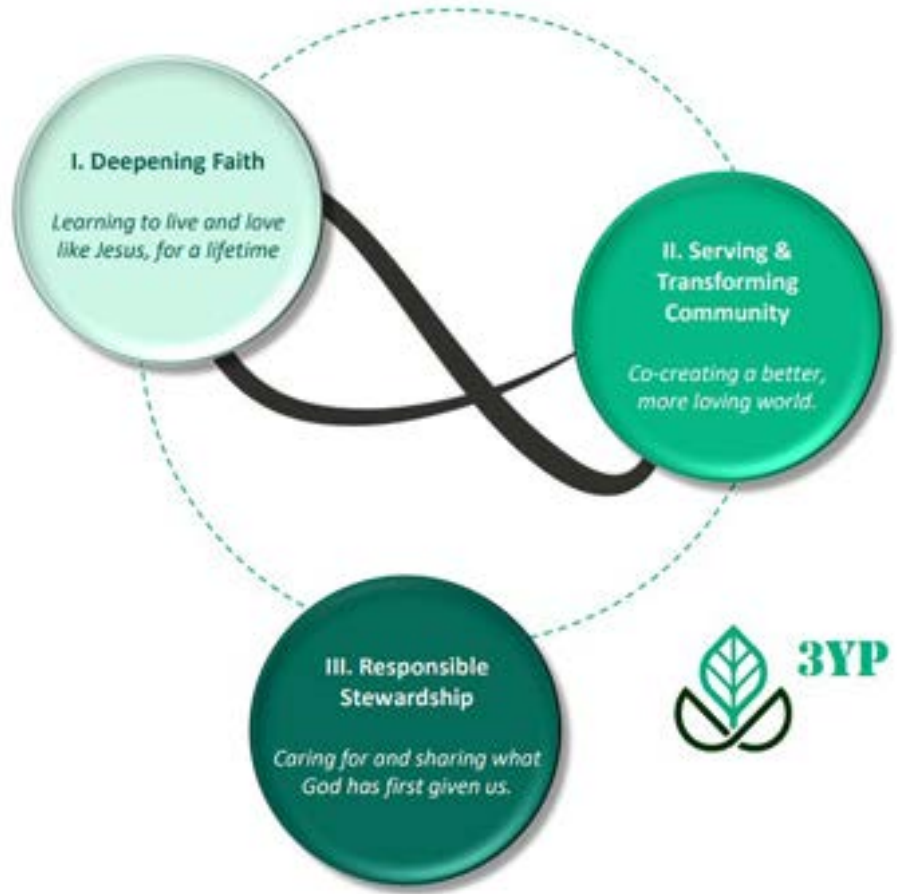 I. Deepening Faith
Learning to live and love
like Jesus, for a lifetime
II. Serving &
Transforming
Community
Co-creating a better,
more loving world.
III. Responsible
Stewardship
Caring for and sharing what
God has first given us.
3YP